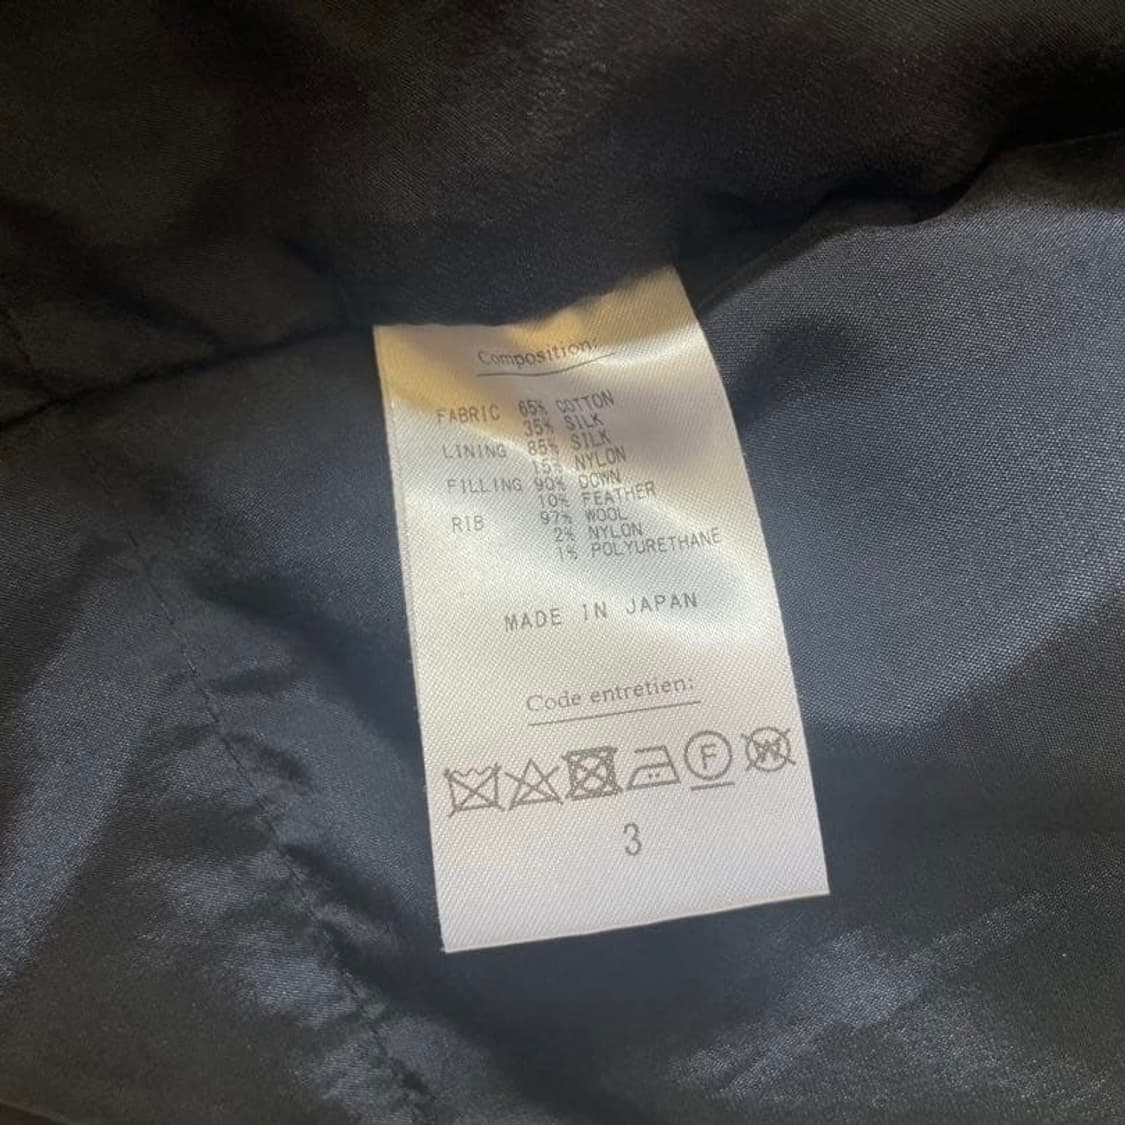 Composition:
FABRIC 65% COTTON
35% SILK
LINING 85% SILK
15% NYLON
FILLING 90% DOWN
10% FEATHER
RIB 97% WOOL
2% NYLON
1% POLYURETHANE
MADE IN JAPAN
Code entretien:
F W
3